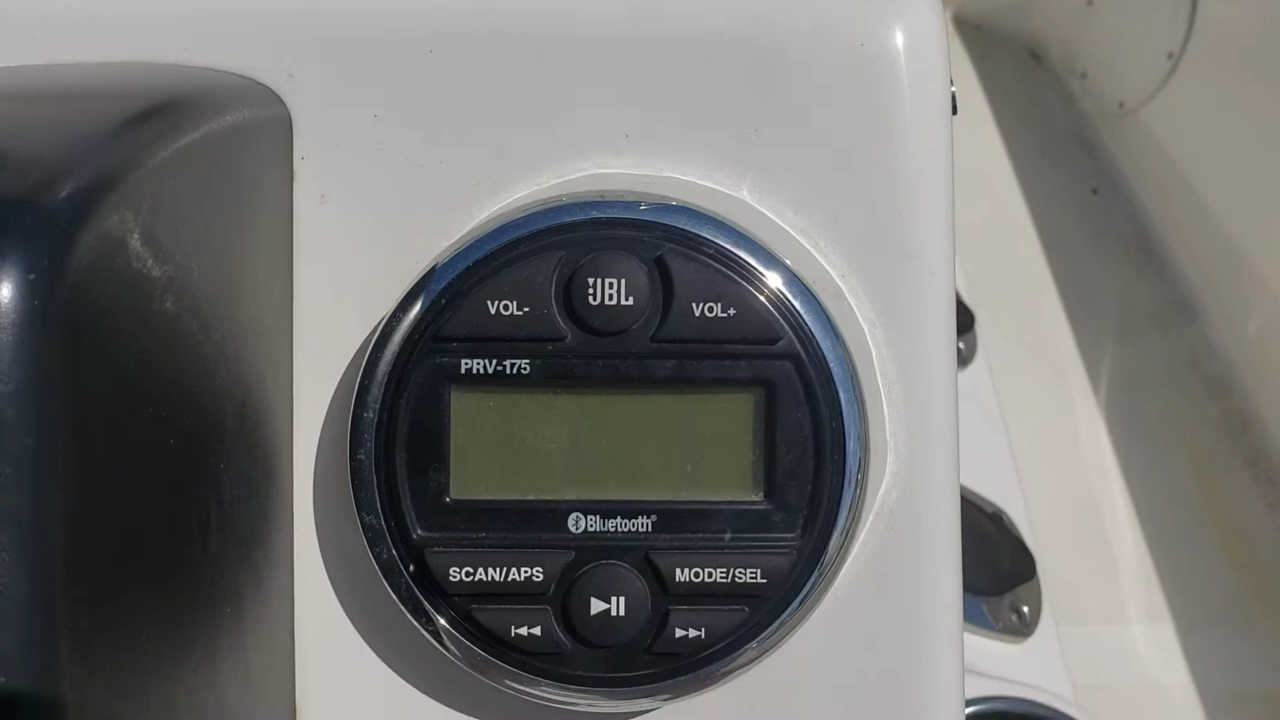 VOL-
JBL
VOL+
PRV-175
Bluetooth®
SCAN/APS
MODE/SEL